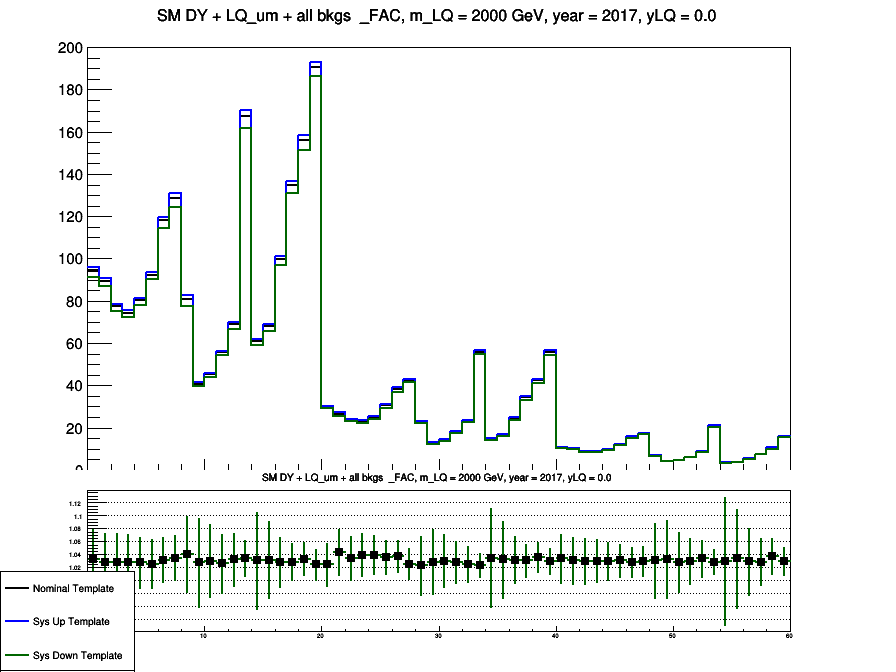 SM DY + LQ_um + all bkgs _FAC, m_LQ = 2000 GeV, year = 2017, yLQ = 0.0
200
180
160
140
120
100
80
60
40
20
0
SM DY + LQ_um + all bkgs _FAC, m_LQ = 2000 GeV, year = 2017, yLQ = 0.0
1.12
1.1
1.08
1.06
1.04
1.02
Nominal Template
Sys Up Template
Sys Down Template
10 20 30 40 50 60